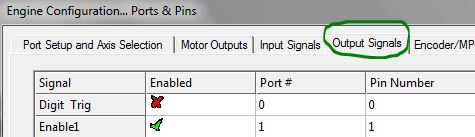 Engine Configuration... Ports & Pins
Port Setup and Axis Selection Motor Outputs Input Signals Output Signals Encoder/MP
Signal Enabled Port # Pin Number
Digit Trig 0 0
Enable1 1 1